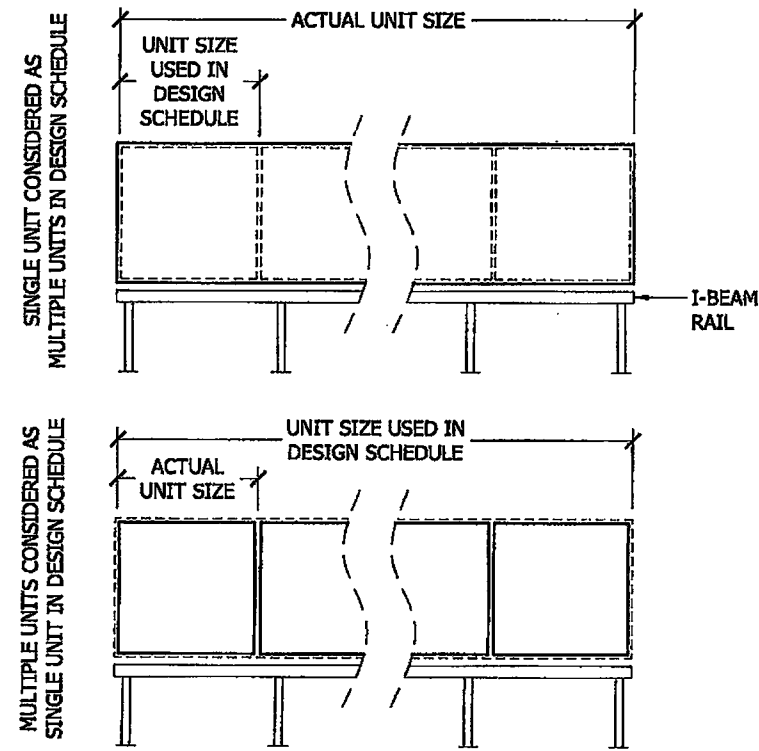 SINGLE UNIT CONSIDERED AS
MULTIPLE UNITS IN DESIGN SCHEDULE
ACTUAL UNIT SIZE
UNIT SIZE
USED IN
DESIGN
SCHEDULE
I-BEAM
RAIL
MULTIPLE UNITS CONSIDERED AS
SINGLE UNIT IN DESIGN SCHEDULE
UNIT SIZE USED IN
DESIGN SCHEDULE
ACTUAL
UNIT SIZE